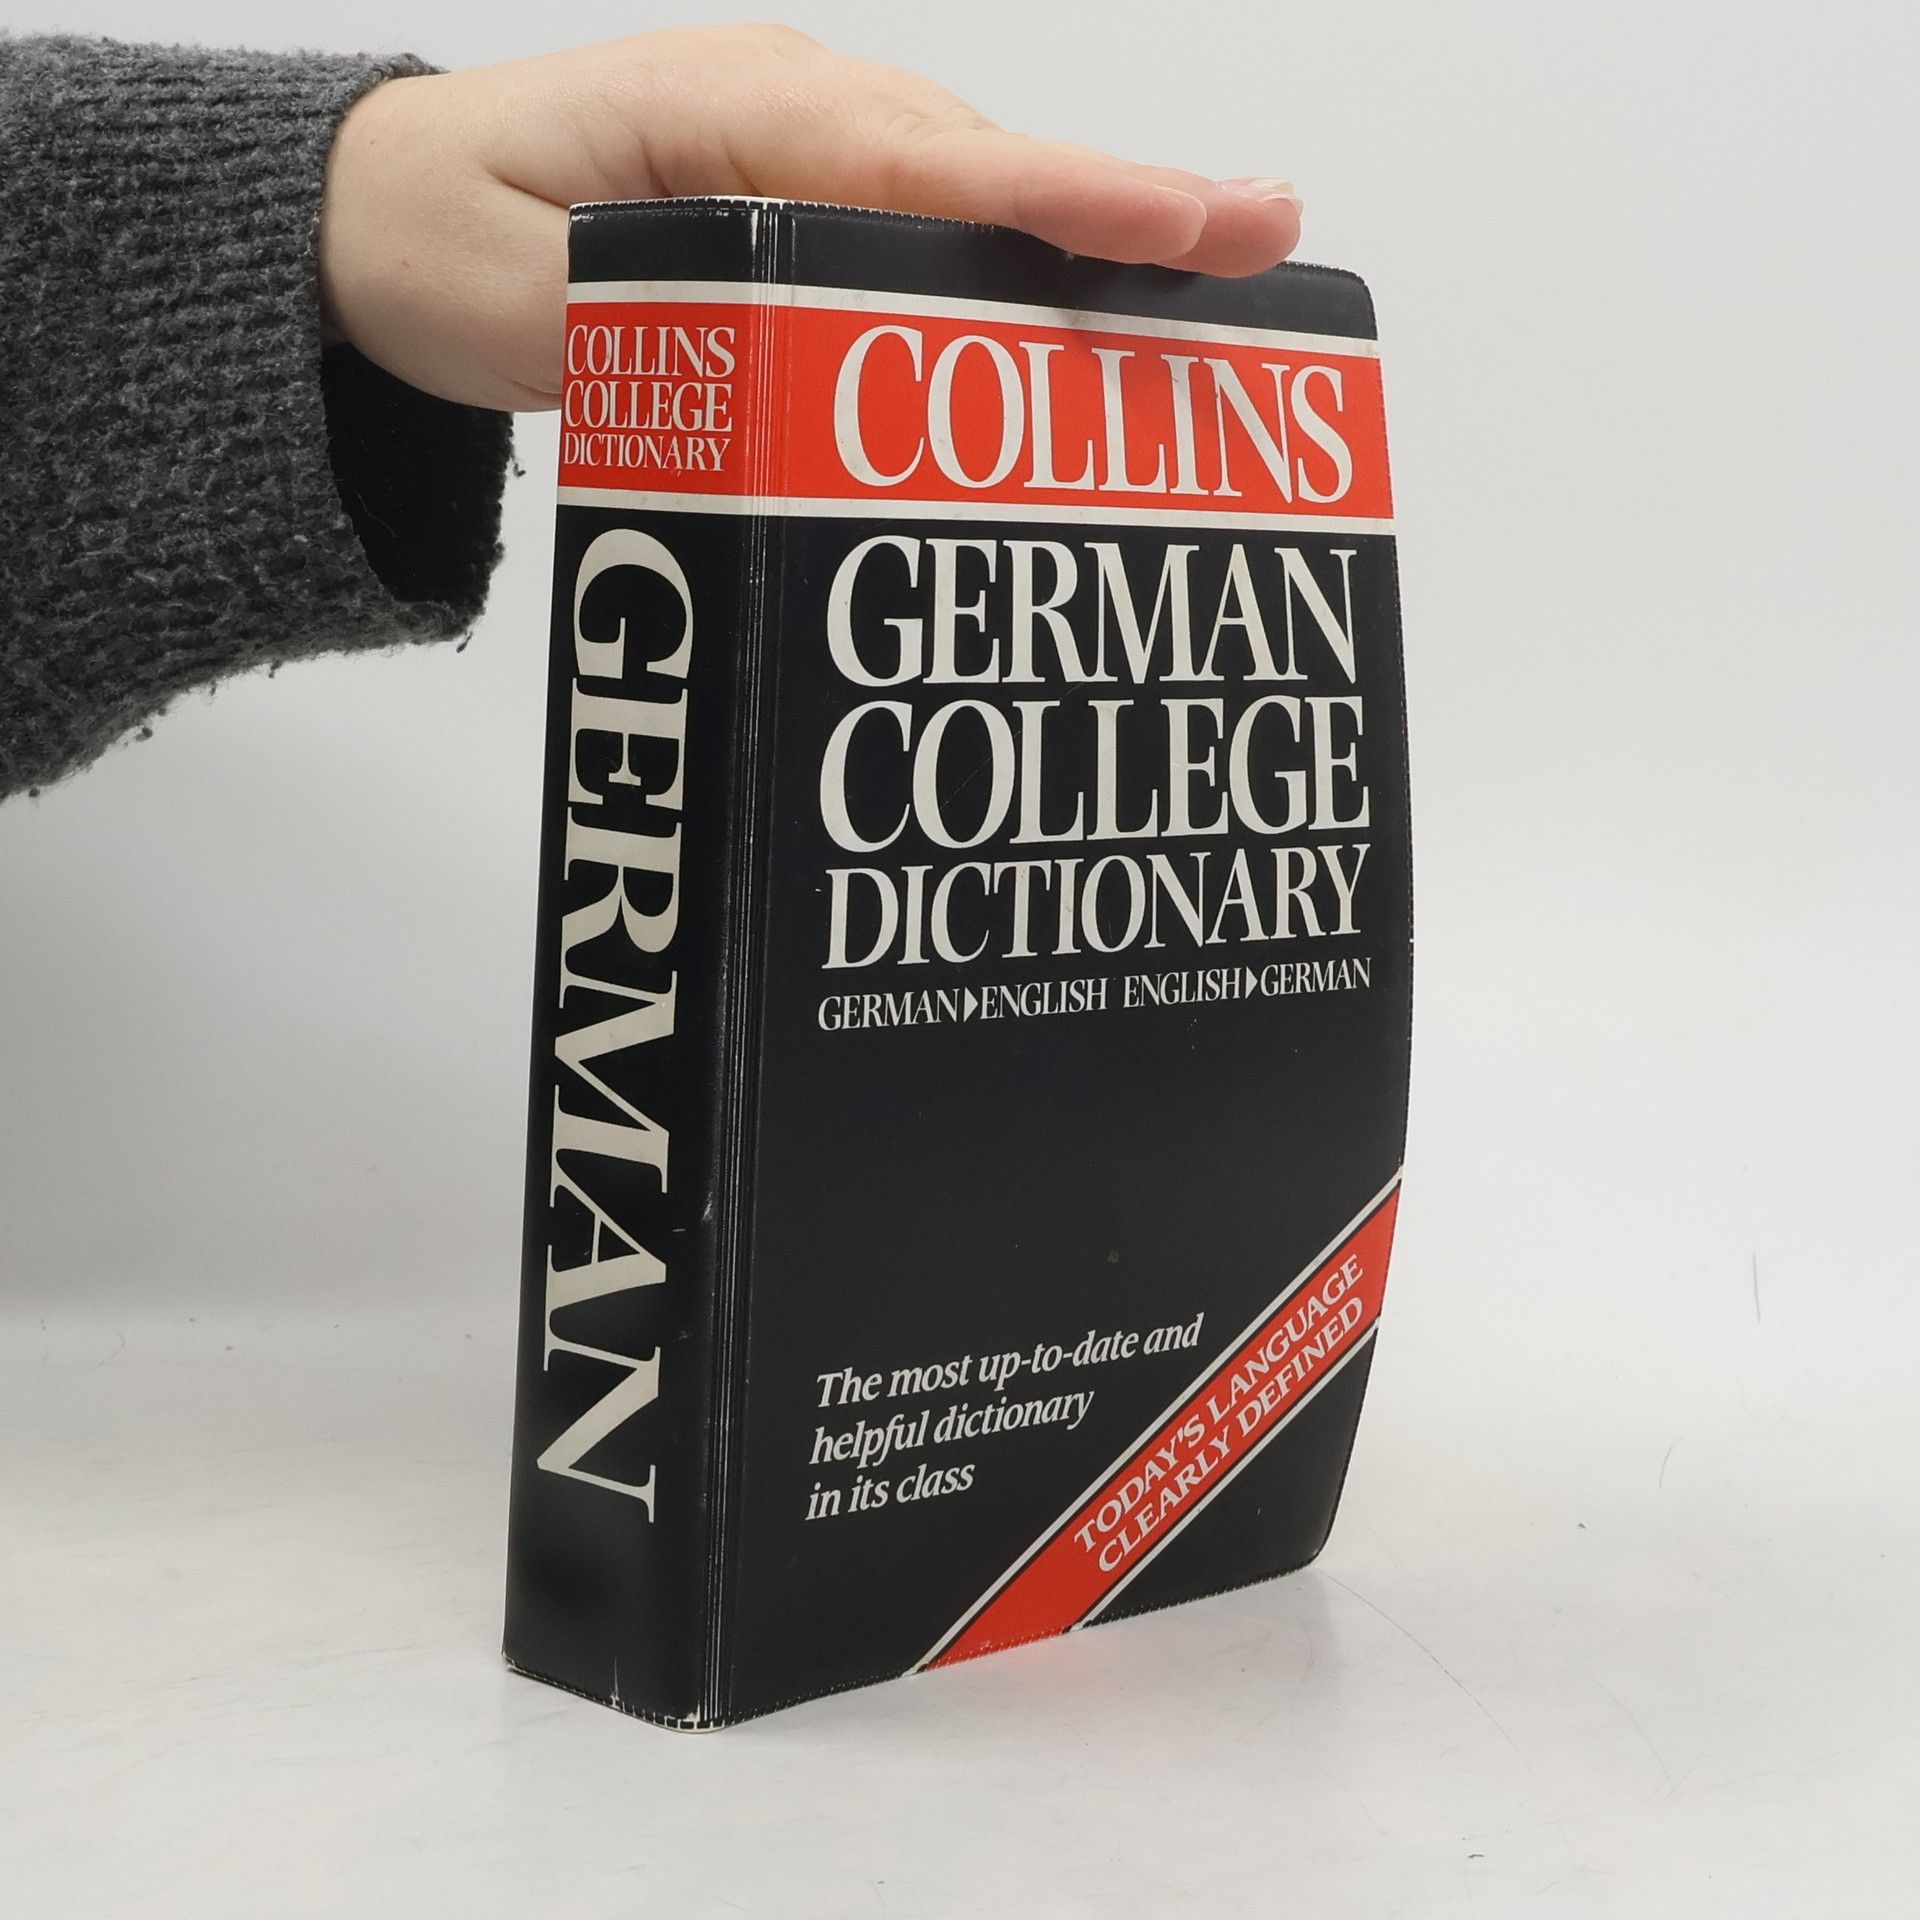 COLLINS
COLLEGE
DICTIONARY
GERMAN
COLLINS
GERMAN
COLLEGE
DICTIONARY
GERMAN▶ENGLISH ENGLISH▶GERMAN
The most up-to-date and
helpful dictionary
in its class
TODAY'S LANGUAGE
CLEARLY DEFINED